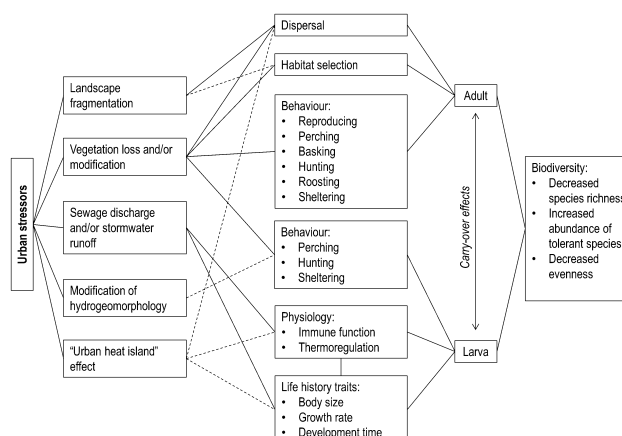 Urban stressors
Landscape
fragmentation
Vegetation loss and/or
modification
Sewage discharge
and/or stormwater
runoff
Modification of
hydrogeomorphology
“Urban heat island”
effect
Dispersal
Habitat selection
Behaviour:
• Reproducing
• Perching
• Basking
• Hunting
• Roosting
• Sheltering
Behaviour:
• Perching
• Hunting
• Sheltering
Physiology:
• Immune function
• Thermoregulation
Life history traits:
• Body size
• Growth rate
• Development time
Adult
Carry-over effects
Larva
Biodiversity:
• Decreased
species richness
• Increased
abundance of
tolerant species
• Decreased
evenness